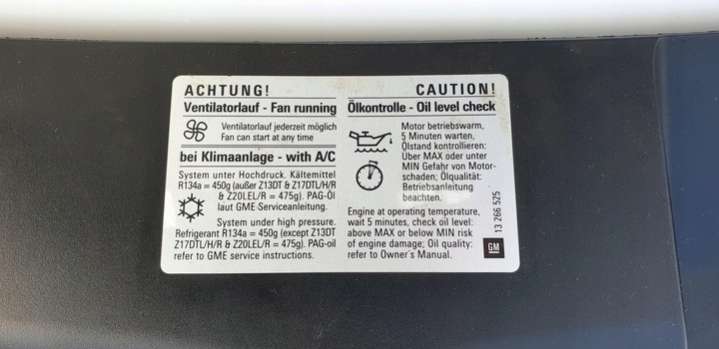 ACHTUNG!
CAUTION!
Ventilatorlauf - Fan running
Ventilatorlauf jederzeit möglich
Fan can start at any time
bei Klimaanlage - with A/C
System unter Hochdruck. Kältemittel
R134a = 450g (außer Z13DT & Z17DTL/H/R
& Z20LEL/R = 475g). PAG-Öl
laut GME Serviceanleitung.
System under high pressure.
Refrigerant R134a = 450g (except Z13DT
Z17DTL/H/R & Z20LEL/R = 475g). PAG-oil
refer to GME service instructions.
Ölkontrolle - Oil level check
Motor betriebswarm,
5 Minuten warten,
Ölstand kontrollieren:
Über MAX oder unter
MIN Gefahr von Motor-
schaden; Ölqualität:
Betriebsanleitung
beachten.
Engine at operating temperature,
wait 5 minutes, check oil level:
above MAX or below MIN risk
of engine damage; Oil quality:
refer to Owner's Manual.
13 266 525
GM